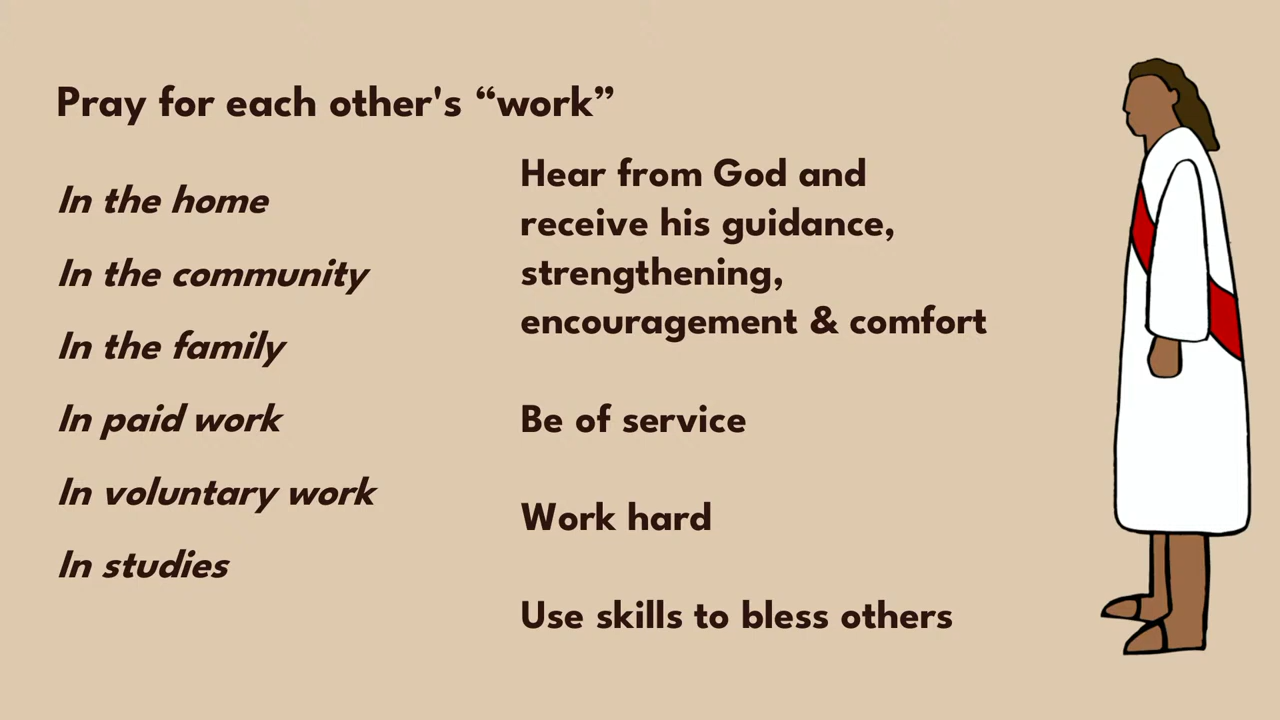 Pray for each other's “work”
In the home
In the community
In the family
In paid work
In voluntary work
In studies
Hear from God and
receive his guidance,
strengthening,
encouragement & comfort
Be of service
Work hard
Use skills to bless others